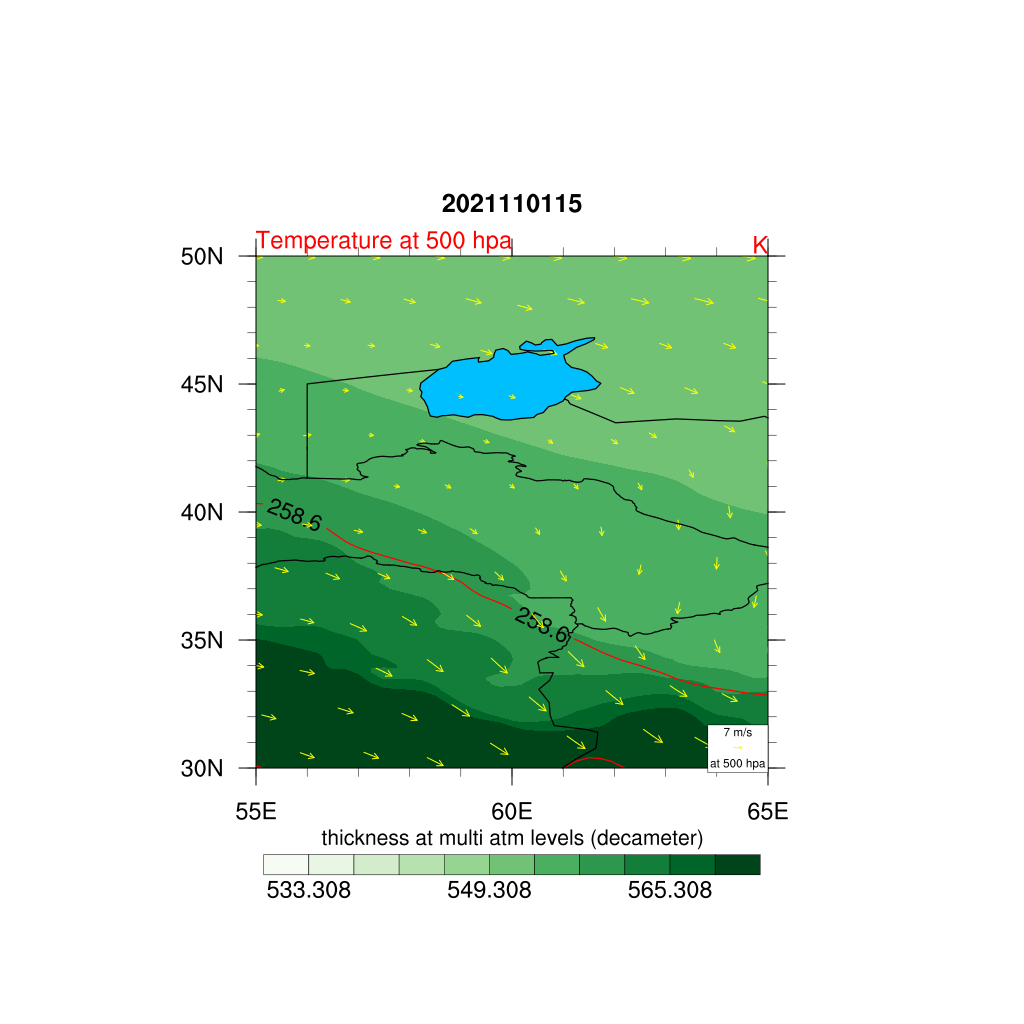 2021110115
Temperature at 500 hpa
K
50N
45N
40N
35N
30N
258.6
258.6
7 m/s
at 500 hpa
55E
60E
65E
thickness at multi atm levels (decameter)
533.308
549.308
565.308